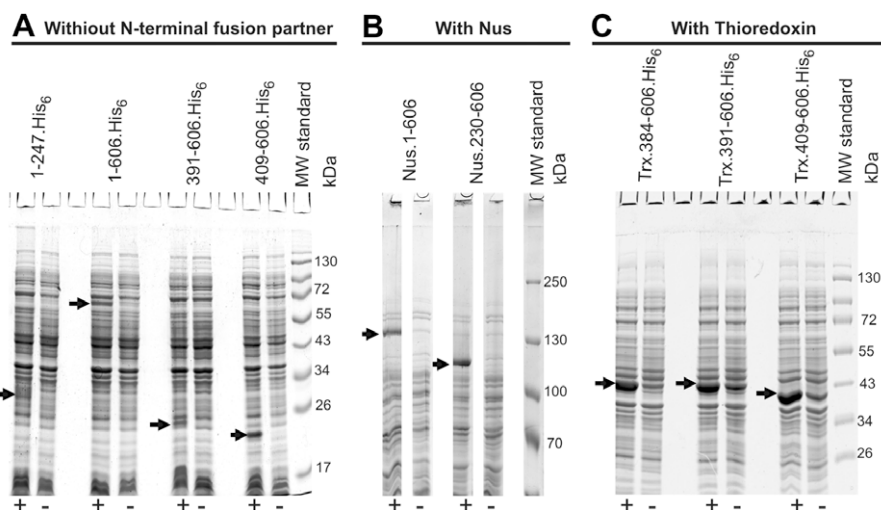 A Withiout N-terminal fusion partner
1-247.His6
1-606.His6
391-606.His6
409-606.His6
MW standard
kDa
130
72
55
43
34
26
17
+ - + - + - + -
B With Nus
Nus.1-606
Nus.230-606
MW standard
kDa
250
130
100
70
+ - + -
C With Thioredoxin
Trx.384-606.His6
Trx.391-606.His6
Trx.409-606.His6
MW standard
kDa
130
72
55
43
34
26
+ - + - + -